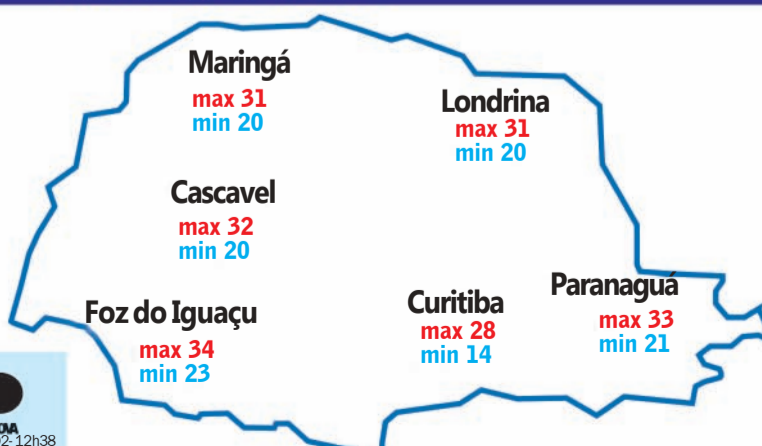 Maringá
max 31
min 20
Londrina
max 31
min 20
Cascavel
max 32
min 20
Foz do Iguaçu
max 34
min 23
Curitiba
max 28
min 14
Paranaguá
max 33
min 21
12h38